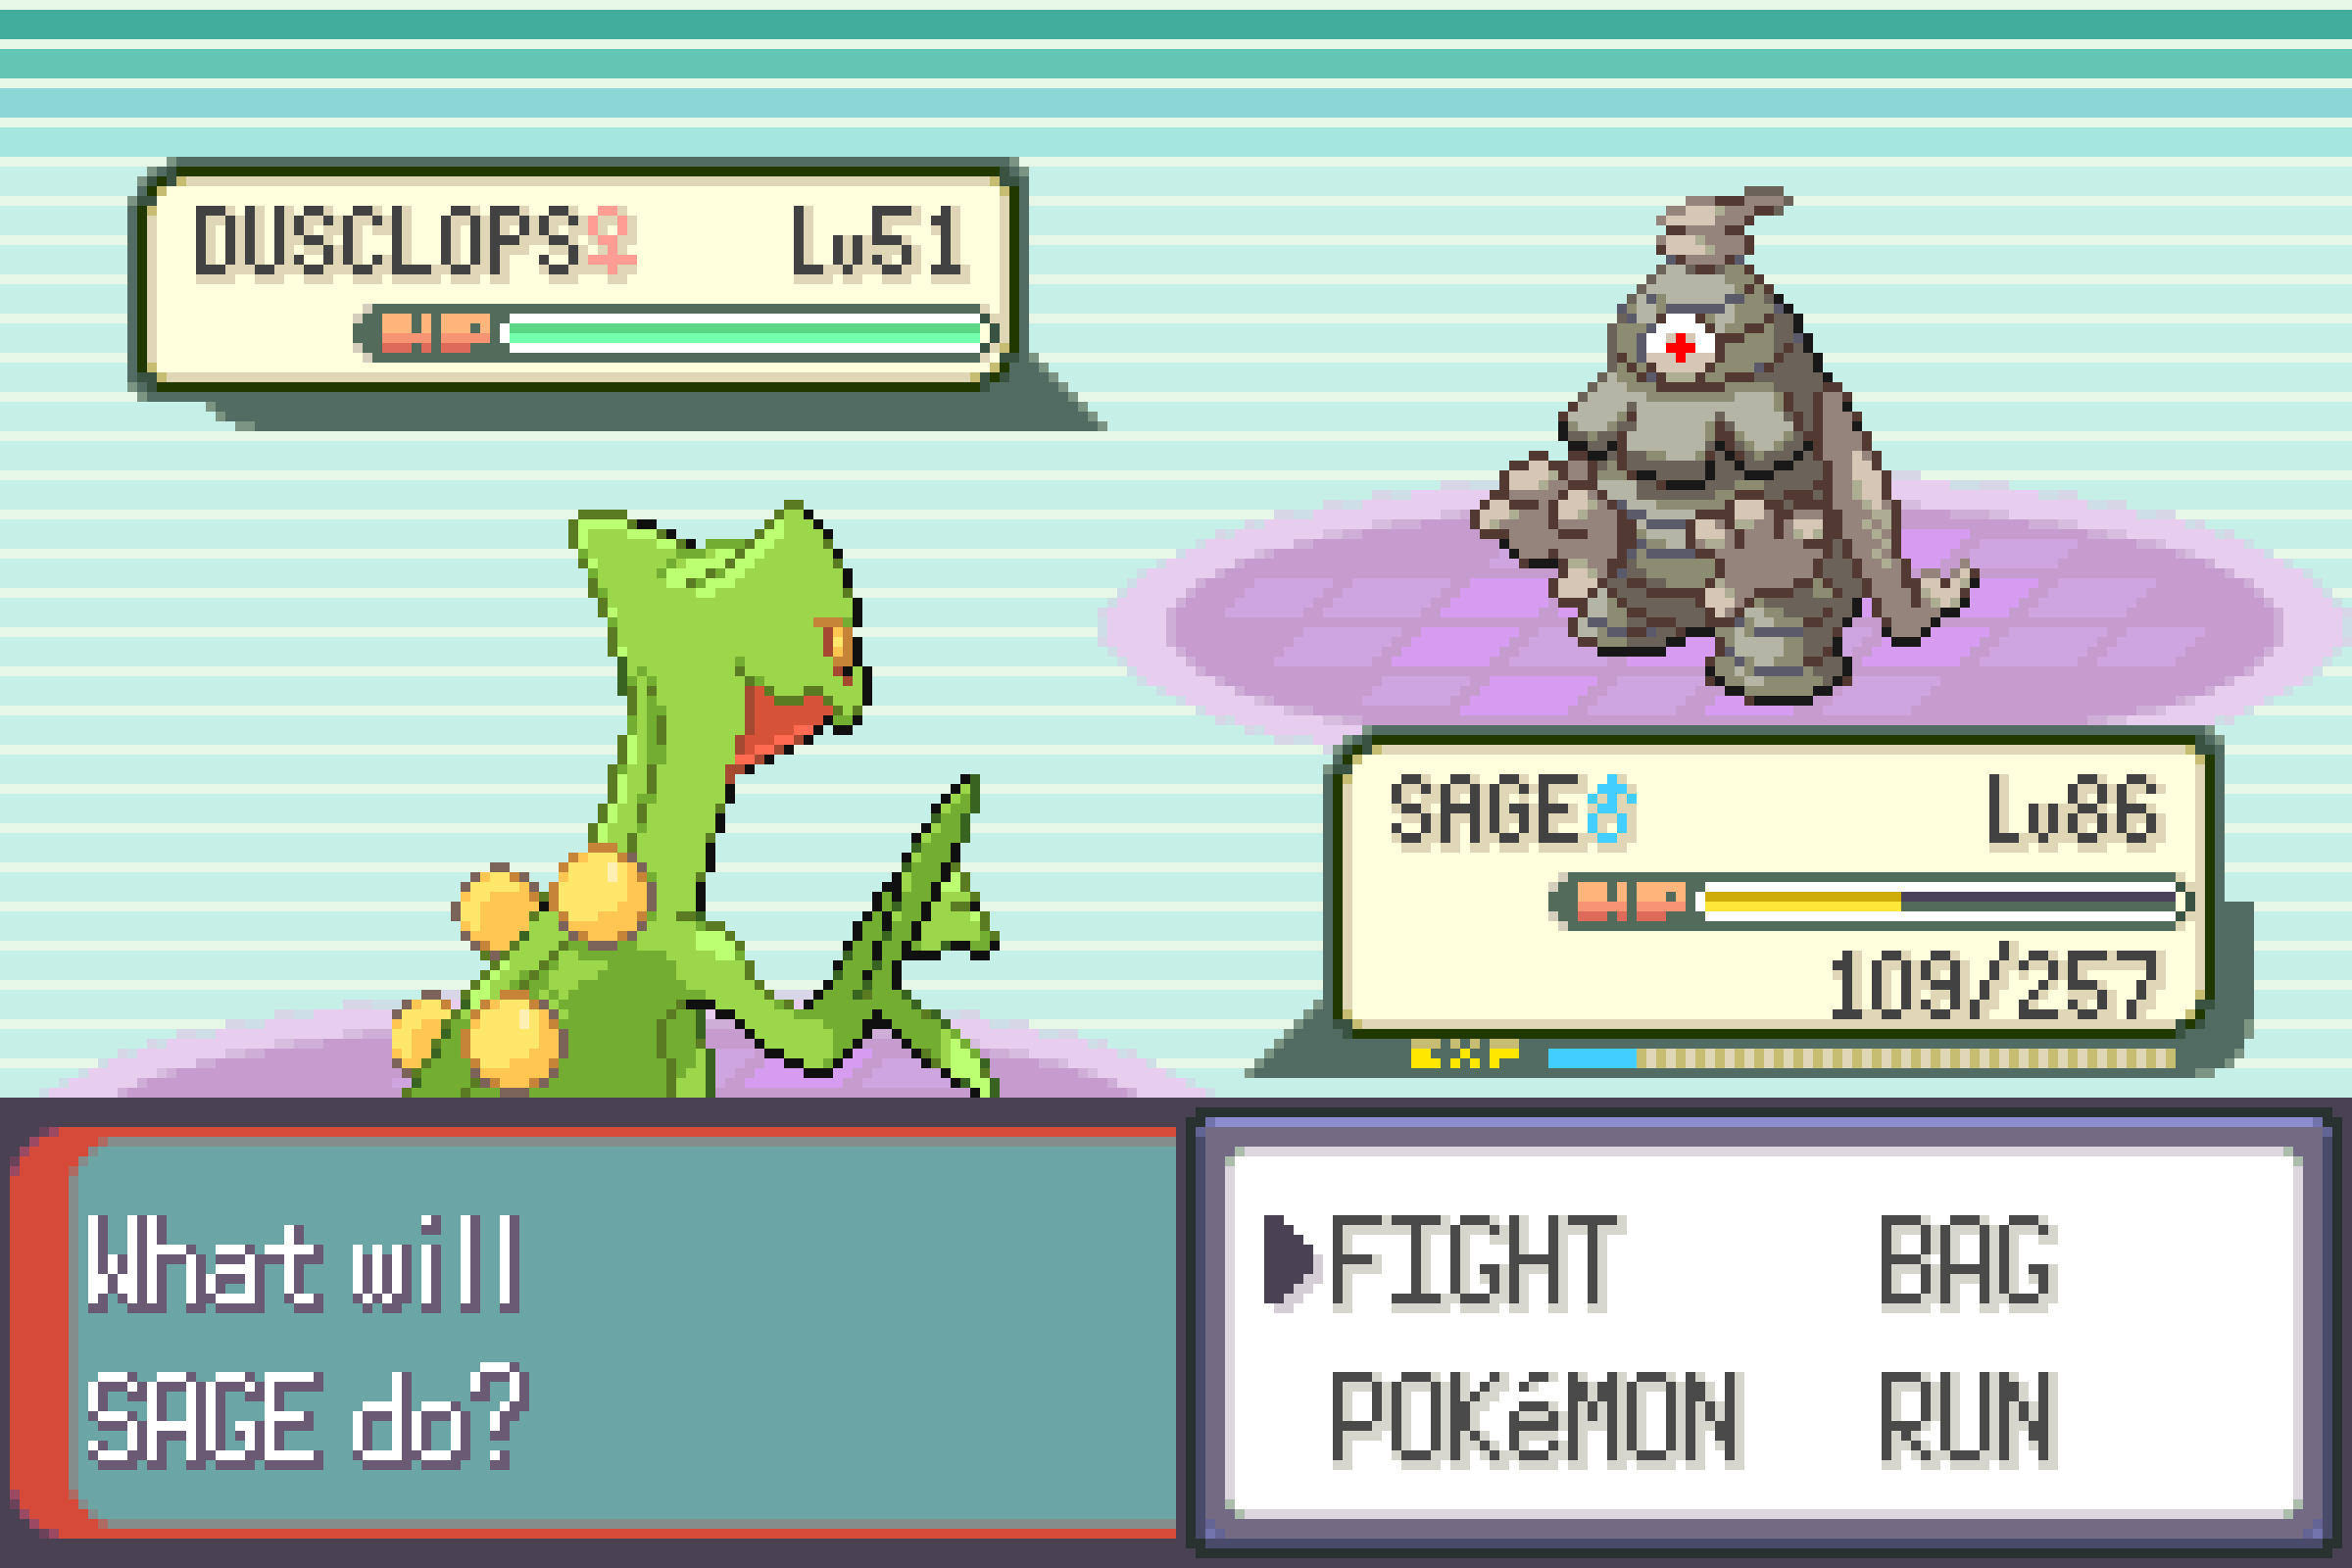 DUSCLOPS♀ Lv51
HP
SAGE♂ Lv86
HP
109/257
EXP
What will
SAGE do?
FIGHT BAG
POKéMON RUN